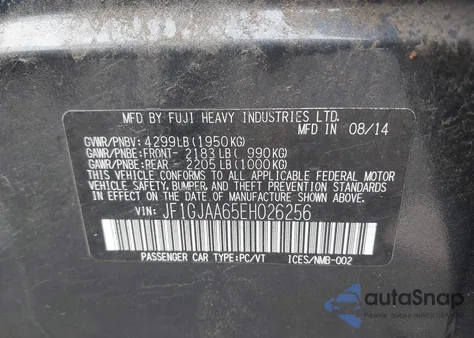 MFD BY FUJI HEAVY INDUSTRIES LTD.
MFD IN 08/14
GVWR/PNBV: 4299LB(1950KG)
GAWR/PNBE:FRONT- 2183LB( 990KG)
GAWR/PNBE:REAR - 2205LB(1000KG)
THIS VEHICLE CONFORMS TO ALL APPLICABLE FEDERAL MOTOR
VEHICLE SAFETY, BUMPER, AND THEFT PREVENTION STANDARDS
IN EFFECT ON THE DATE OF MANUFACTURE SHOWN ABOVE.
VIN: JF1GJAA65EH026256
PASSENGER CAR TYPE:PC/VT ICES/NMB-002
autoSnap